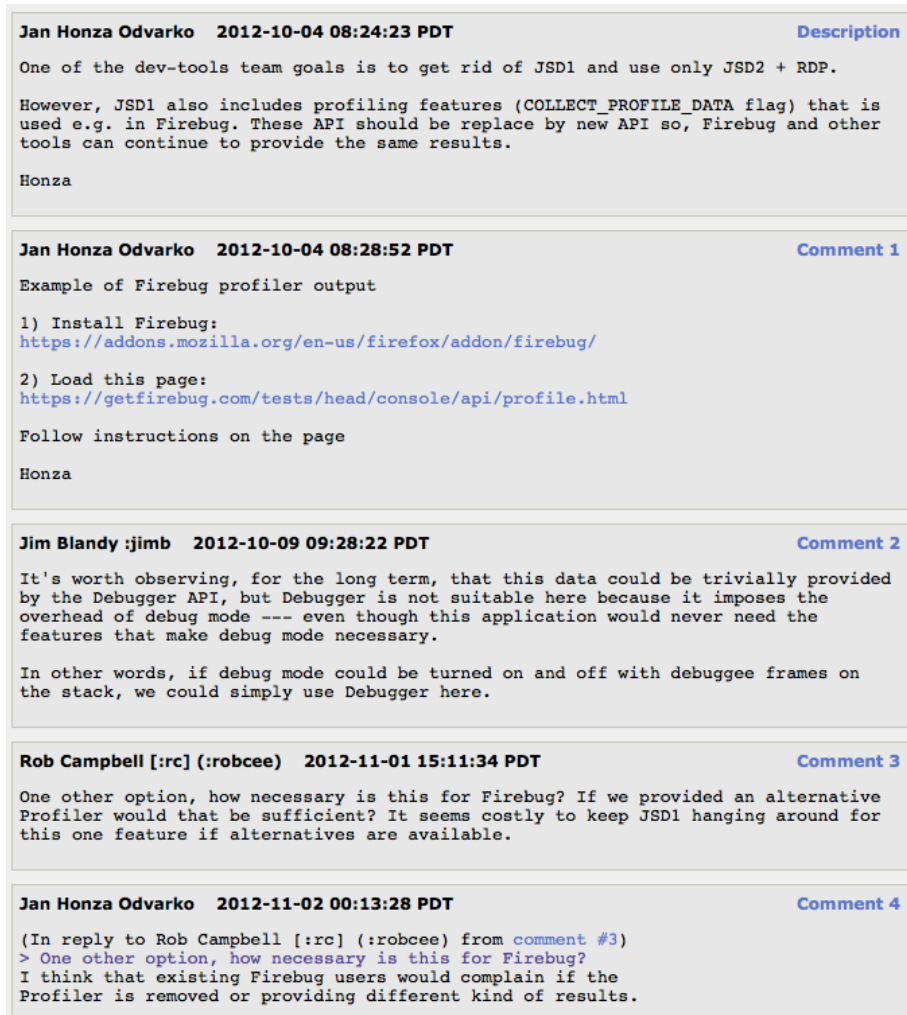 Jan Honza Odvarko 2012-10-04 08:24:23 PDT Description
One of the dev-tools team goals is to get rid of JSD1 and use only JSD2 + RDP.
However, JSD1 also includes profiling features (COLLECT_PROFILE_DATA flag) that is
used e.g. in Firebug. These API should be replace by new API so, Firebug and other
tools can continue to provide the same results.
Honza
Jan Honza Odvarko 2012-10-04 08:28:52 PDT Comment 1
Example of Firebug profiler output
1) Install Firebug:
https://addons.mozilla.org/en-us/firefox/addon/firebug/
2) Load this page:
https://getfirebug.com/tests/head/console/api/profile.html
Follow instructions on the page
Honza
Jim Blandy :jimb 2012-10-09 09:28:22 PDT Comment 2
It's worth observing, for the long term, that this data could be trivially provided
by the Debugger API, but Debugger is not suitable here because it imposes the
overhead of debug mode --- even though this application would never need the
features that make debug mode necessary.
In other words, if debug mode could be turned on and off with debuggee frames on
the stack, we could simply use Debugger here.
Rob Campbell [:rc] (:robcee) 2012-11-01 15:11:34 PDT Comment 3
One other option, how necessary is this for Firebug? If we provided an alternative
Profiler would that be sufficient? It seems costly to keep JSD1 hanging around for
this one feature if alternatives are available.
Jan Honza Odvarko 2012-11-02 00:13:28 PDT Comment 4
(In reply to Rob Campbell [:rc] (:robcee) from comment #3)
> One other option, how necessary is this for Firebug?
I think that existing Firebug users would complain if the
Profiler is removed or providing different kind of results.